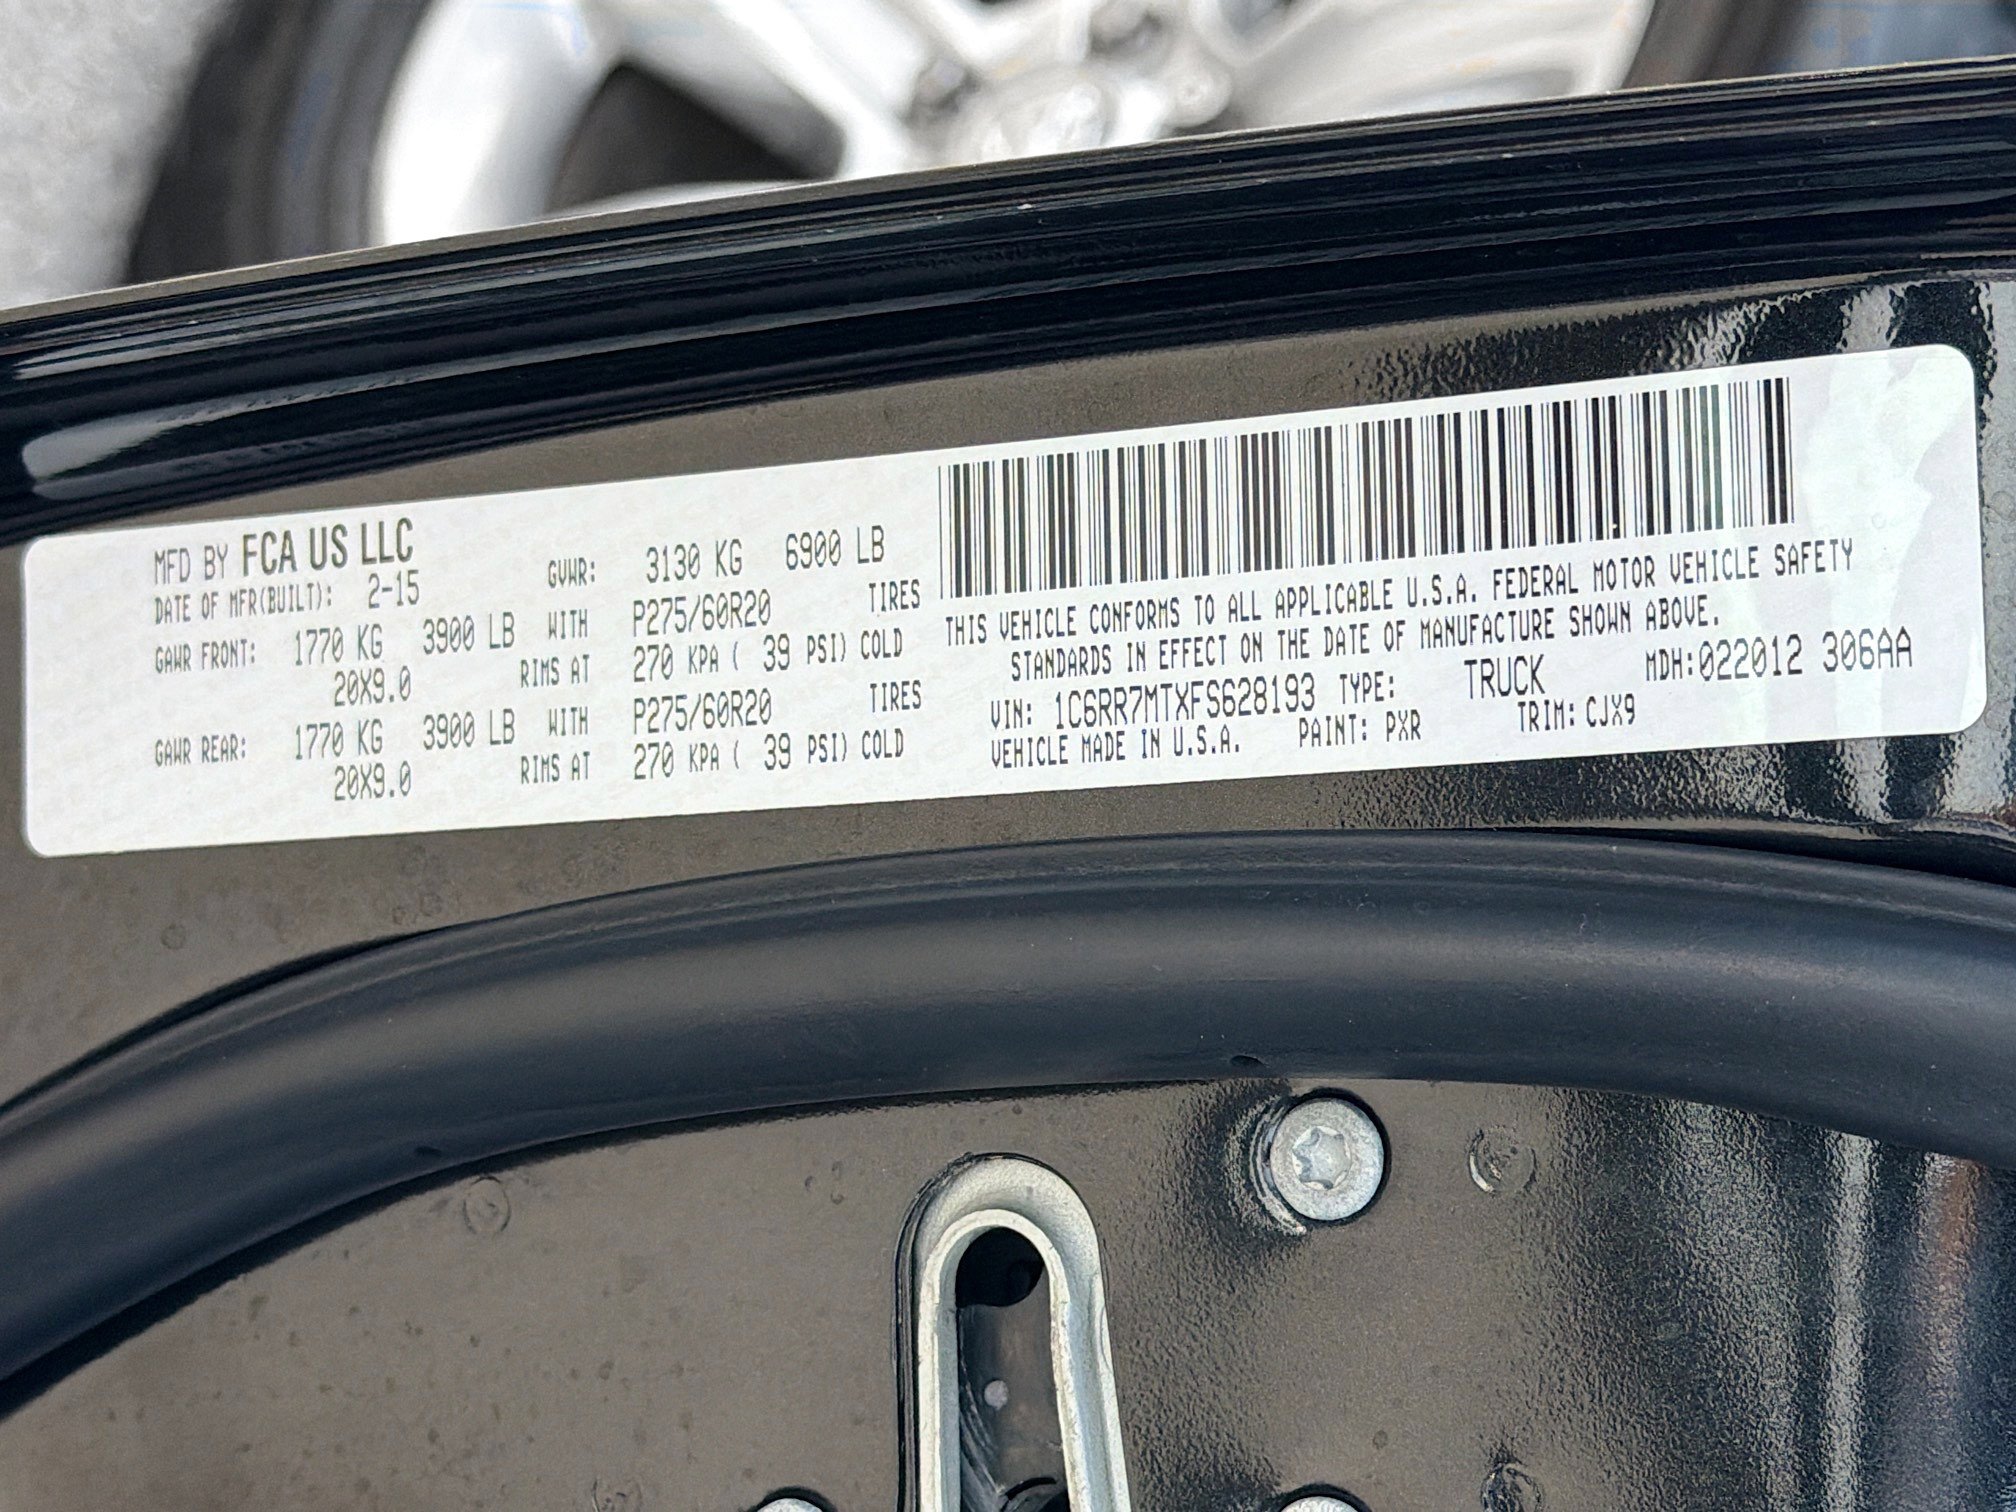 MFD BY FCA US LLC
DATE OF MFR(BUILT): 2-15 GVWR: 3130 KG 6900 LB
GAWR FRONT: 1770 KG 3900 LB WITH P275/60R20 TIRES
20X9.0 RIMS AT 270 KPA ( 39 PSI) COLD
GAWR REAR: 1770 KG 3900 LB WITH P275/60R20 TIRES
20X9.0 RIMS AT 270 KPA ( 39 PSI) COLD
THIS VEHICLE CONFORMS TO ALL APPLICABLE U.S.A. FEDERAL MOTOR VEHICLE SAFETY
STANDARDS IN EFFECT ON THE DATE OF MANUFACTURE SHOWN ABOVE.
VIN: 1C6RR7MTXFS628193 TYPE: TRUCK MDH:022012 306AA
VEHICLE MADE IN U.S.A. PAINT: PXR TRIM: CJX9